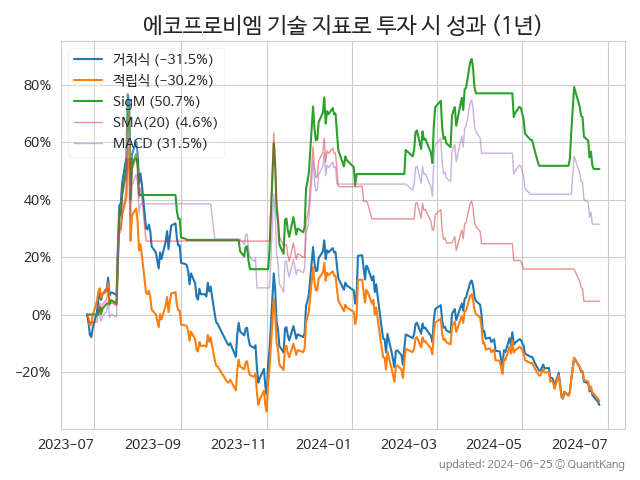 에코프로비엠 기술 지표로 투자 시 성과 (1년)
거치식 (−31.5%)
적립식 (−30.2%)
SigM (50.7%)
SMA(20) (4.6%)
MACD (31.5%)
80%
60%
40%
20%
0%
−20%
2023-07 2023-09 2023-11 2024-01 2024-03 2024-05 2024-07
updated: 2024-06-25 © QuantKang